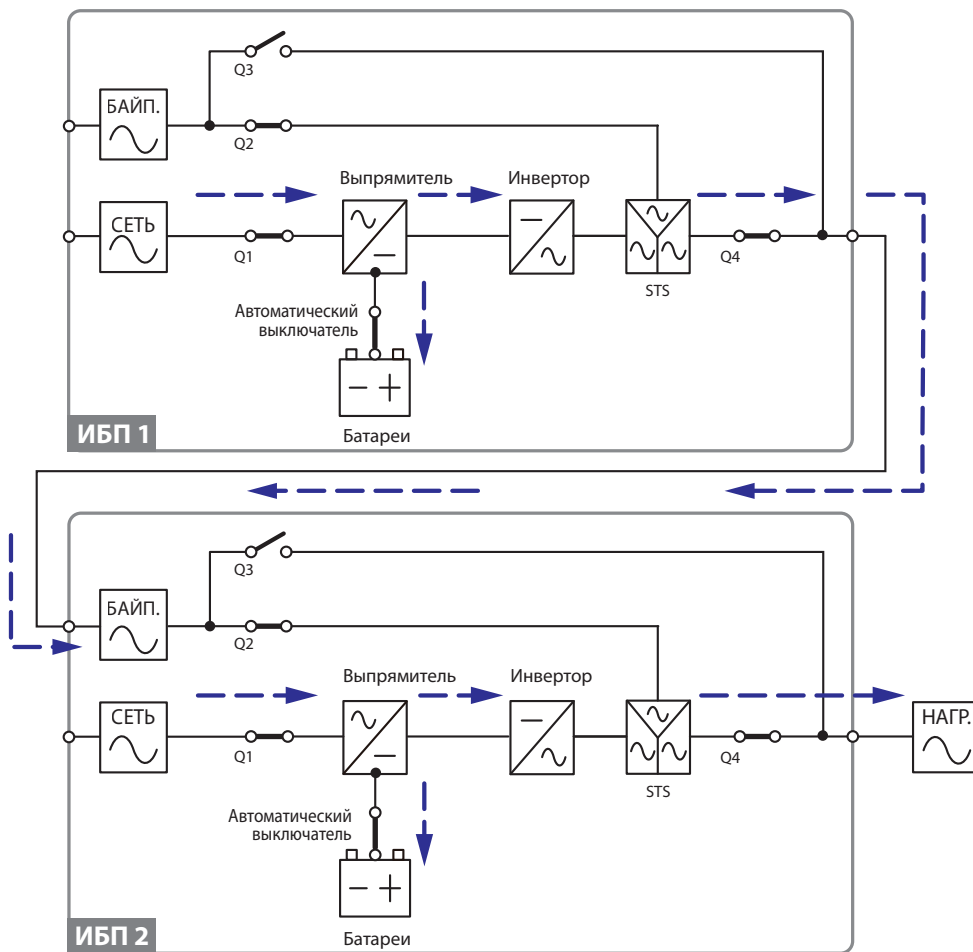 Q3
БАЙП.
Q2
Выпрямитель
Инвертор
СЕТЬ
Q1
Q4
STS
Автоматический
выключатель
Батареи
ИБП 1
Q3
БАЙП.
Q2
Выпрямитель
Инвертор
СЕТЬ
НАГР.
Q1
Q4
STS
Автоматический
выключатель
Батареи
ИБП 2